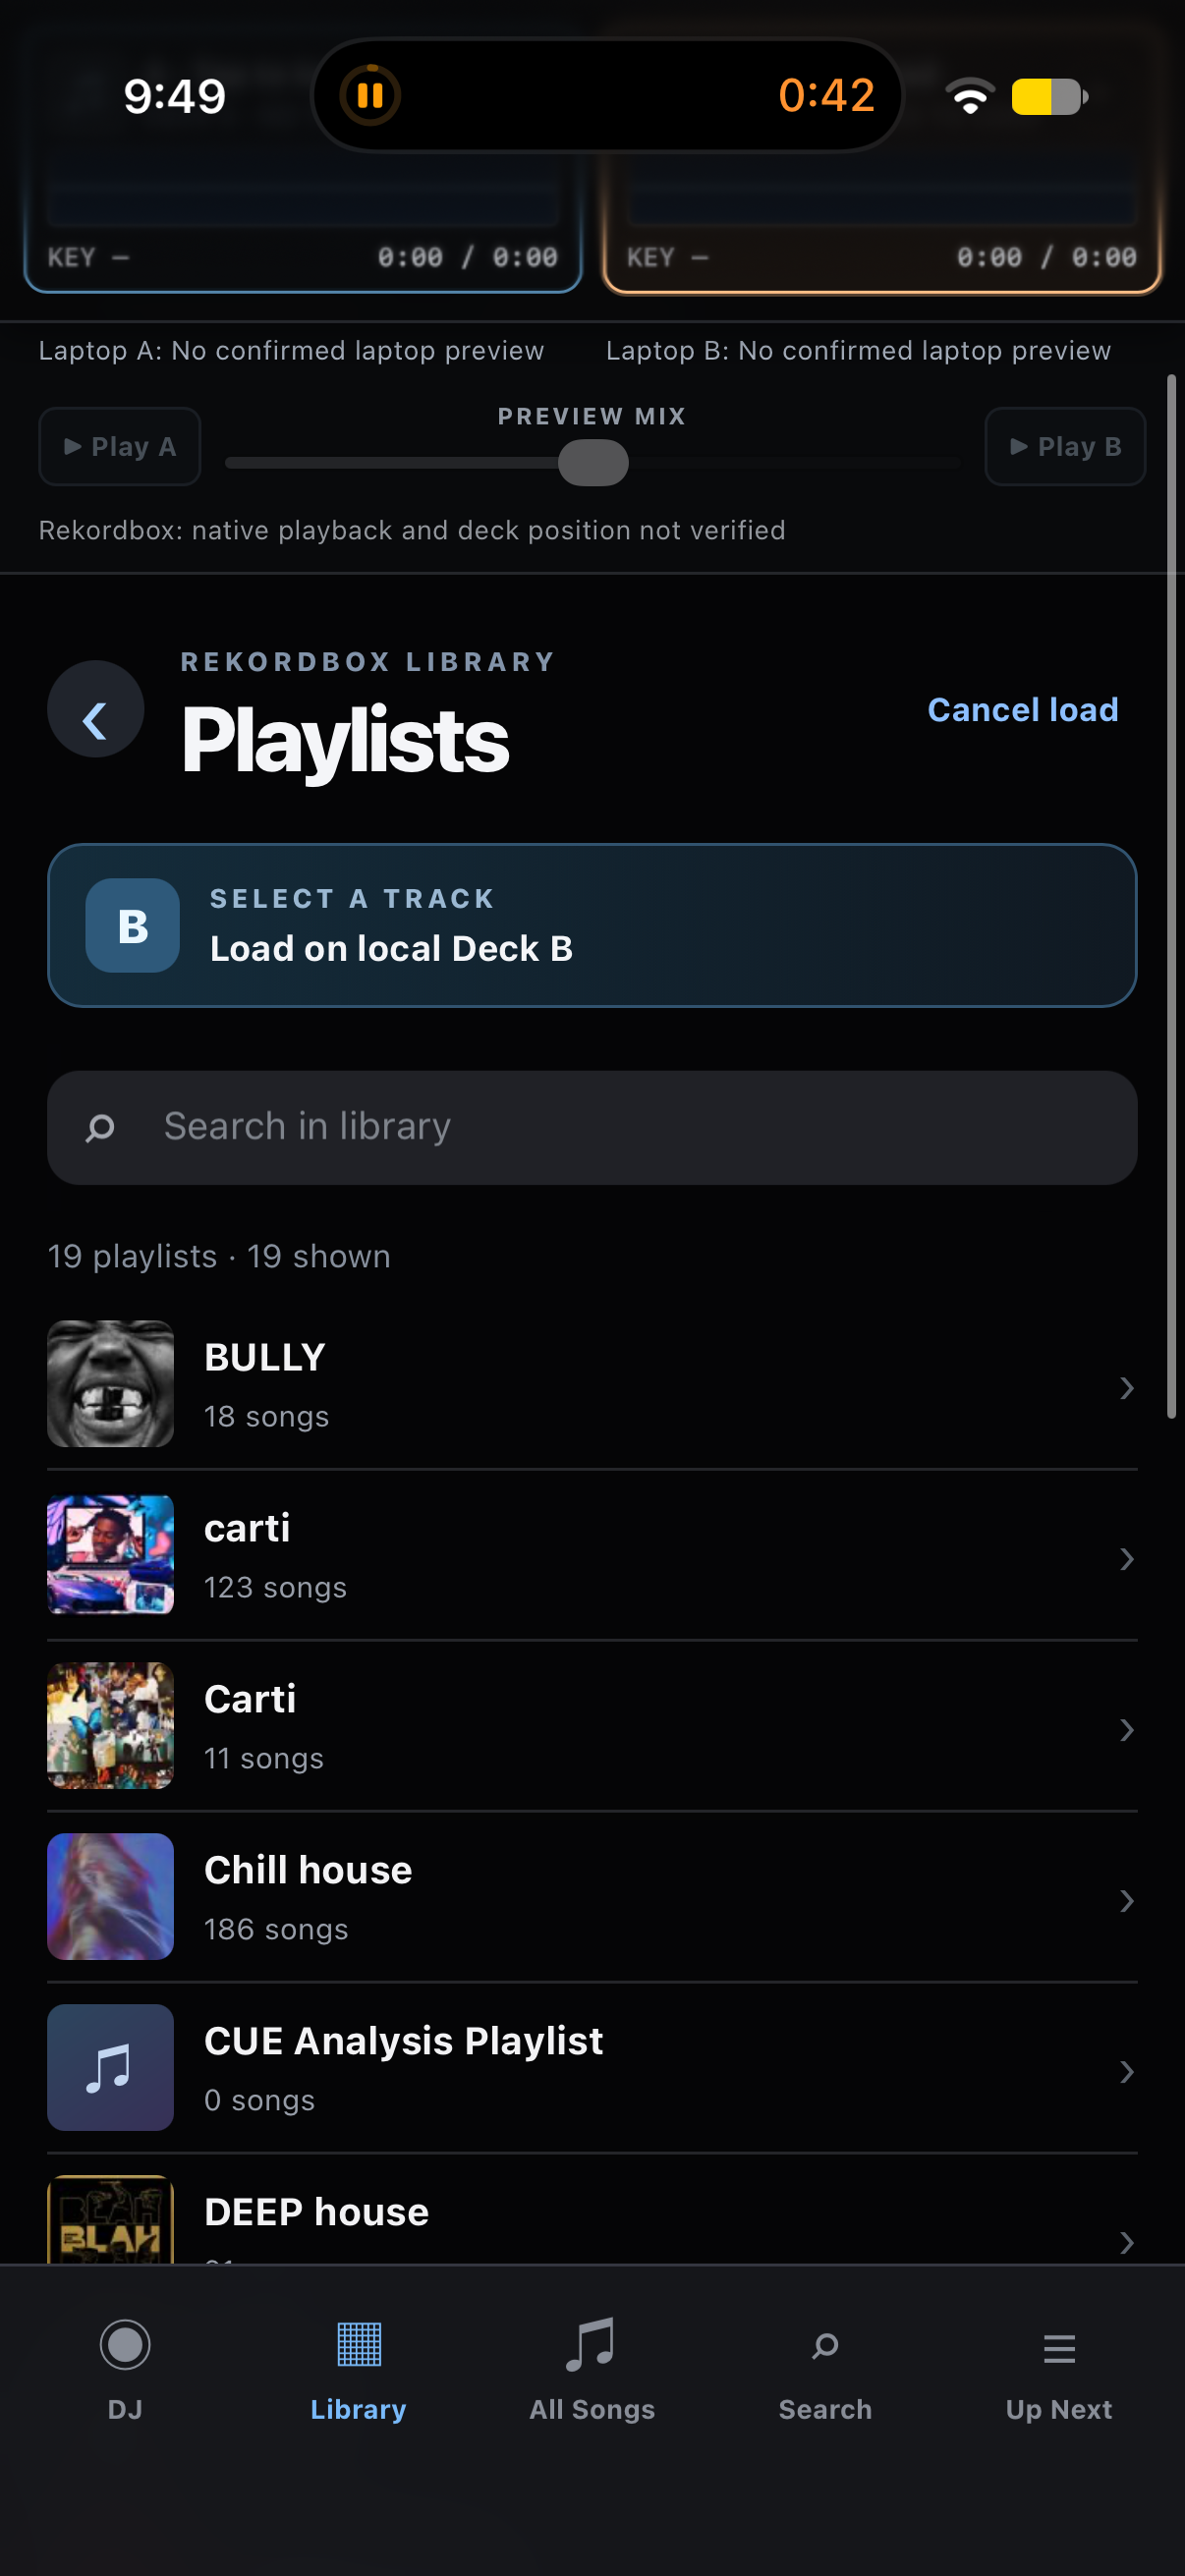 9:49
0:42
KEY — 0:00 / 0:00
KEY — 0:00 / 0:00
Laptop A: No confirmed laptop preview
Laptop B: No confirmed laptop preview
PREVIEW MIX
Play A
Play B
Rekordbox: native playback and deck position not verified
REKORDBOX LIBRARY
Playlists
Cancel load
B
SELECT A TRACK
Load on local Deck B
Search in library
19 playlists · 19 shown
BULLY
18 songs
carti
123 songs
Carti
11 songs
Chill house
186 songs
CUE Analysis Playlist
0 songs
BLAH
BLAH
DEEP house
DJ
Library
All Songs
Search
Up Next